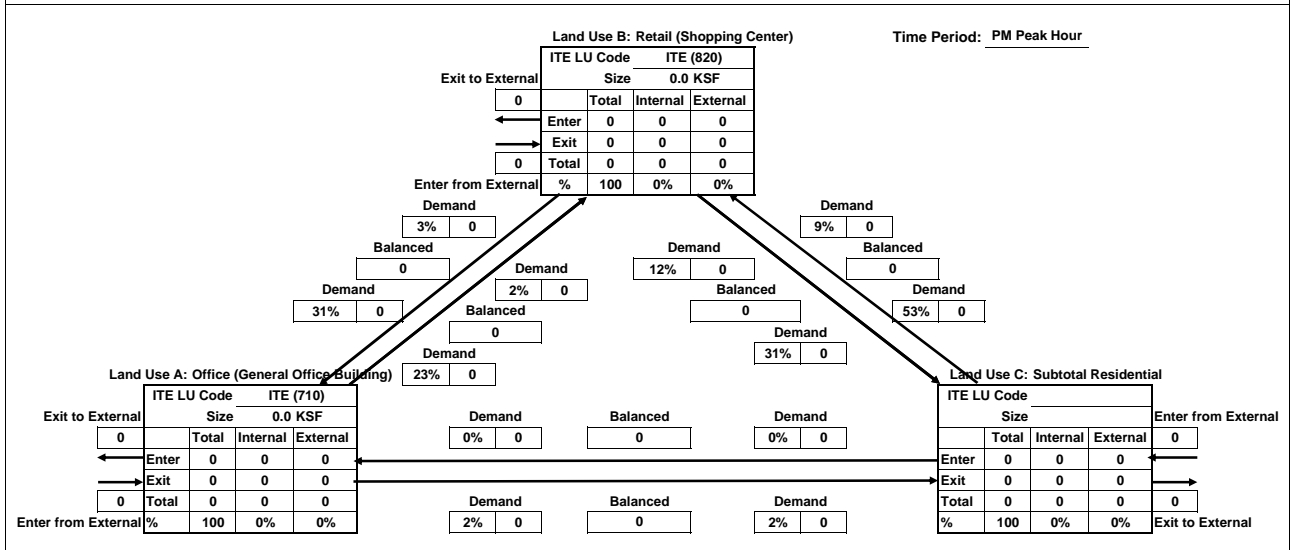 Land Use B: Retail (Shopping Center)
Time Period: PM Peak Hour
ITE LU Code ITE (820)
Exit to External Size 0.0 KSF
0 Total Internal External
Enter 0 0 0
Exit 0 0 0
0 Total 0 0 0
Enter from External % 100 0% 0%
Demand Demand
3% 0 9% 0
Balanced Demand Balanced
0 Demand 12% 0 0
Demand 2% 0 Balanced Demand
31% 0 Balanced 0 53% 0
0 Demand
Demand 31% 0
Land Use A: Office (General Office Building) 23% 0 Land Use C: Subtotal Residential
ITE LU Code ITE (710) ITE LU Code
Exit to External Size 0.0 KSF Demand Balanced Demand Size Enter from External
0 Total Internal External 0% 0 0 0% 0 Total Internal External 0
Enter 0 0 0 Enter 0 0 0
Exit 0 0 0 Exit 0 0 0
0 Total 0 0 0 Demand Balanced Demand Total 0 0 0 0
Enter from External % 100 0% 0% 2% 0 0 2% 0 % 100 0% 0% Exit to External